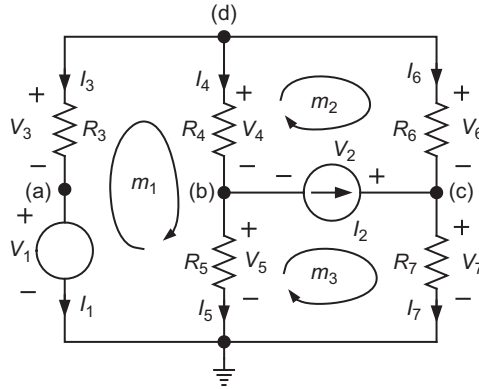 (d)
I3 I4 I6
+ + +
V3 R3 R4 V4 m2 R6 V6
− − V2 −
(a) m1 (b) − + (c)
+ + I2 +
V1 R5 V5 m3 R7 V7
− − −
I1 I5 I7